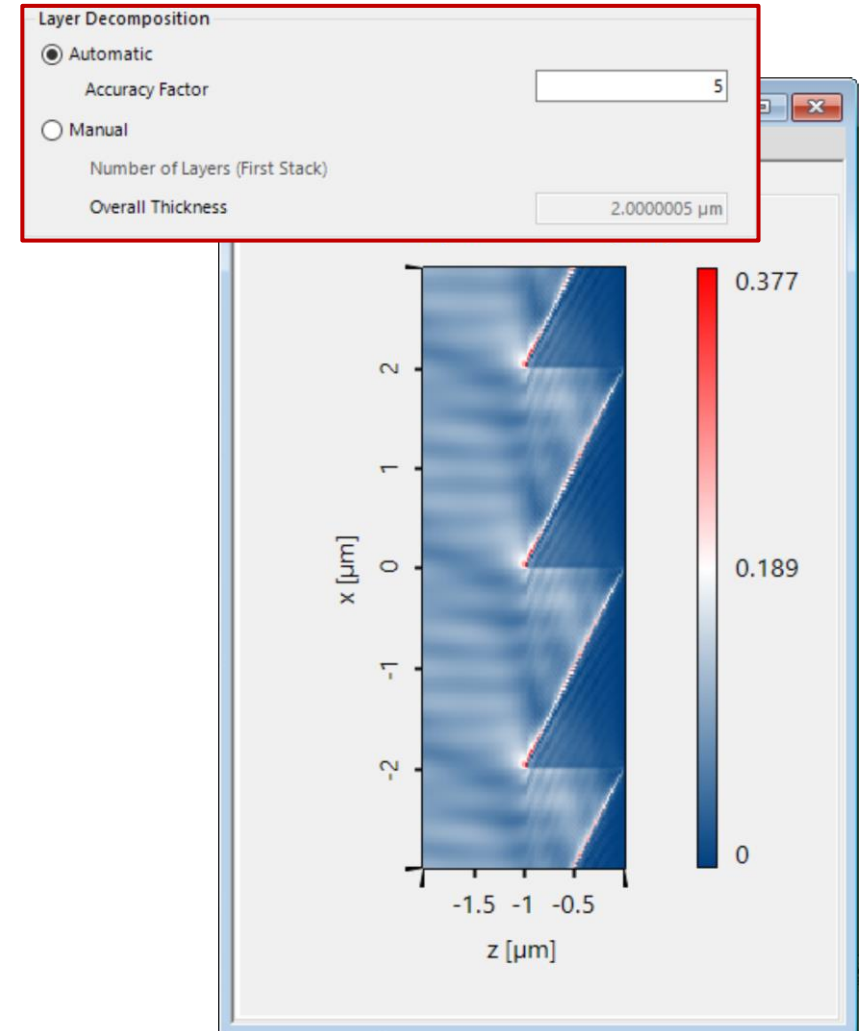 Layer Decomposition
Automatic
Accuracy Factor 5
Manual
Number of Layers (First Stack)
Overall Thickness 2.0000005 µm
0.377
0.189
0
2
1
0
-1
-2
x [µm]
-1.5 -1 -0.5
z [µm]